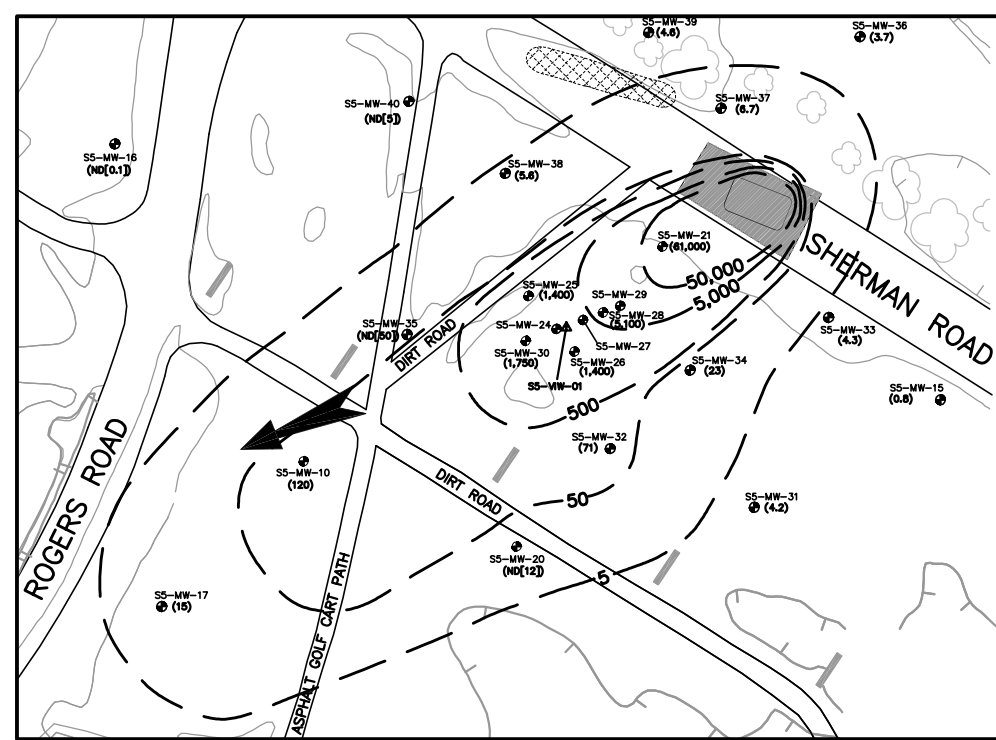 S5-MW-39
(4.6)
S5-MW-36
(3.7)
S5-MW-40
(ND[5])
S5-MW-37
(6.7)
S5-MW-16
(ND[0.1])
S5-MW-38
(5.6)
S5-MW-21
(61,000)
SHERMAN ROAD
50,000
5,000
S5-MW-25
(1,400)
S5-MW-29
S5-MW-28
(5,100)
S5-MW-24
S5-MW-27
S5-MW-35
(ND[50])
DIRT ROAD
S5-MW-30
(1,750)
S5-MW-26
(1,400)
S5-VIW-01
S5-MW-33
(4.3)
S5-MW-34
(23)
S5-MW-15
(0.8)
500
S5-MW-32
(71)
S5-MW-10
(120)
DIRT ROAD
50
S5-MW-31
(4.2)
ROGERS ROAD
S5-MW-20
(ND[12])
5
S5-MW-17
(15)
ASPHALT GOLF CART PATH